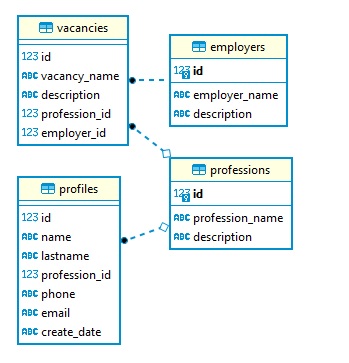 vacancies
123 id
ABC vacancy_name
ABC description
123 profession_id
123 employer_id
employers
123 id
ABC employer_name
ABC description
professions
123 id
ABC profession_name
ABC description
profiles
123 id
ABC name
ABC lastname
123 profession_id
ABC phone
ABC email
ABC create_date